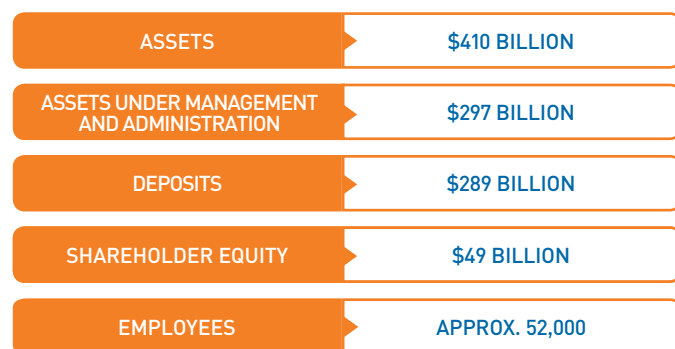 ASSETS
$410 BILLION
ASSETS UNDER MANAGEMENT
AND ADMINISTRATION
$297 BILLION
DEPOSITS
$289 BILLION
SHAREHOLDER EQUITY
$49 BILLION
EMPLOYEES
APPROX. 52,000